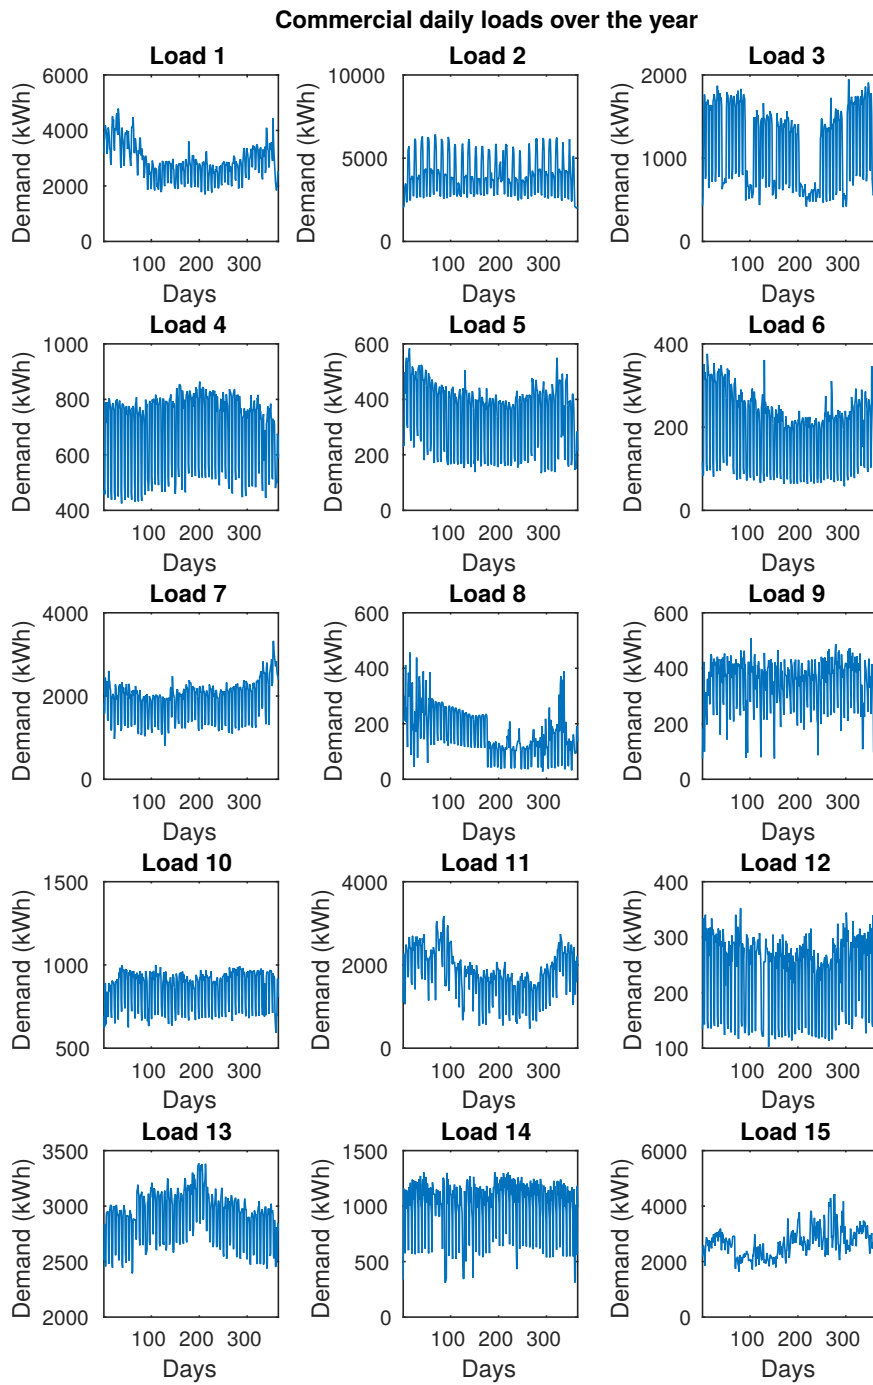 Commercial daily loads over the year
Load 1 Load 2 Load 3
6000 10000 2000
4000 5000 1000
2000
0 0 0
100 200 300 100 200 300 100 200 300
Demand (kWh) Demand (kWh) Demand (kWh)
Days Days Days
Load 4 Load 5 Load 6
1000 600 400
800 400 200
600 200
400 0 0
100 200 300 100 200 300 100 200 300
Demand (kWh) Demand (kWh) Demand (kWh)
Days Days Days
Load 7 Load 8 Load 9
4000 600 600
2000 400 400
200 200
0 0 0
100 200 300 100 200 300 100 200 300
Demand (kWh) Demand (kWh) Demand (kWh)
Days Days Days
Load 10 Load 11 Load 12
1500 4000 400
1000 2000 300
200
500 0 100
100 200 300 100 200 300 100 200 300
Demand (kWh) Demand (kWh) Demand (kWh)
Days Days Days
Load 13 Load 14 Load 15
3500 1500 6000
3000 1000 4000
2500 500 2000
2000 0 0
100 200 300 100 200 300 100 200 300
Demand (kWh) Demand (kWh) Demand (kWh)
Days Days Days